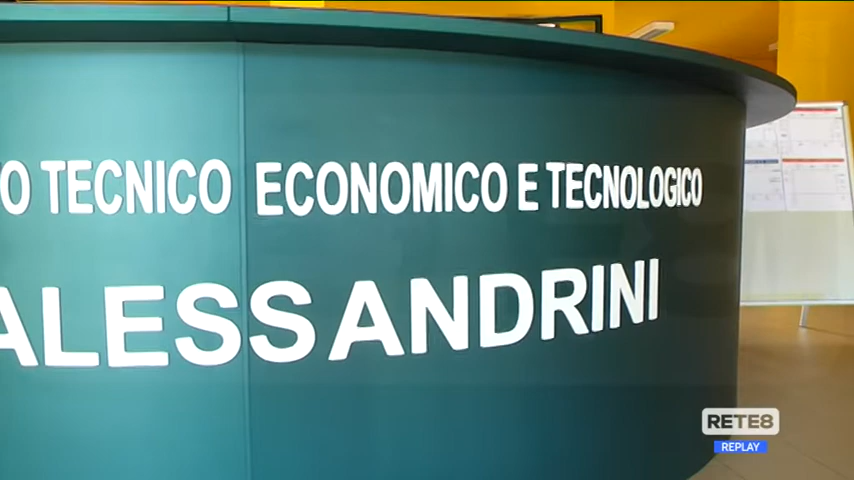 O TECNICO ECONOMICO E TECNOLOGICO
ALESSANDRINI
RETE8
REPLAY